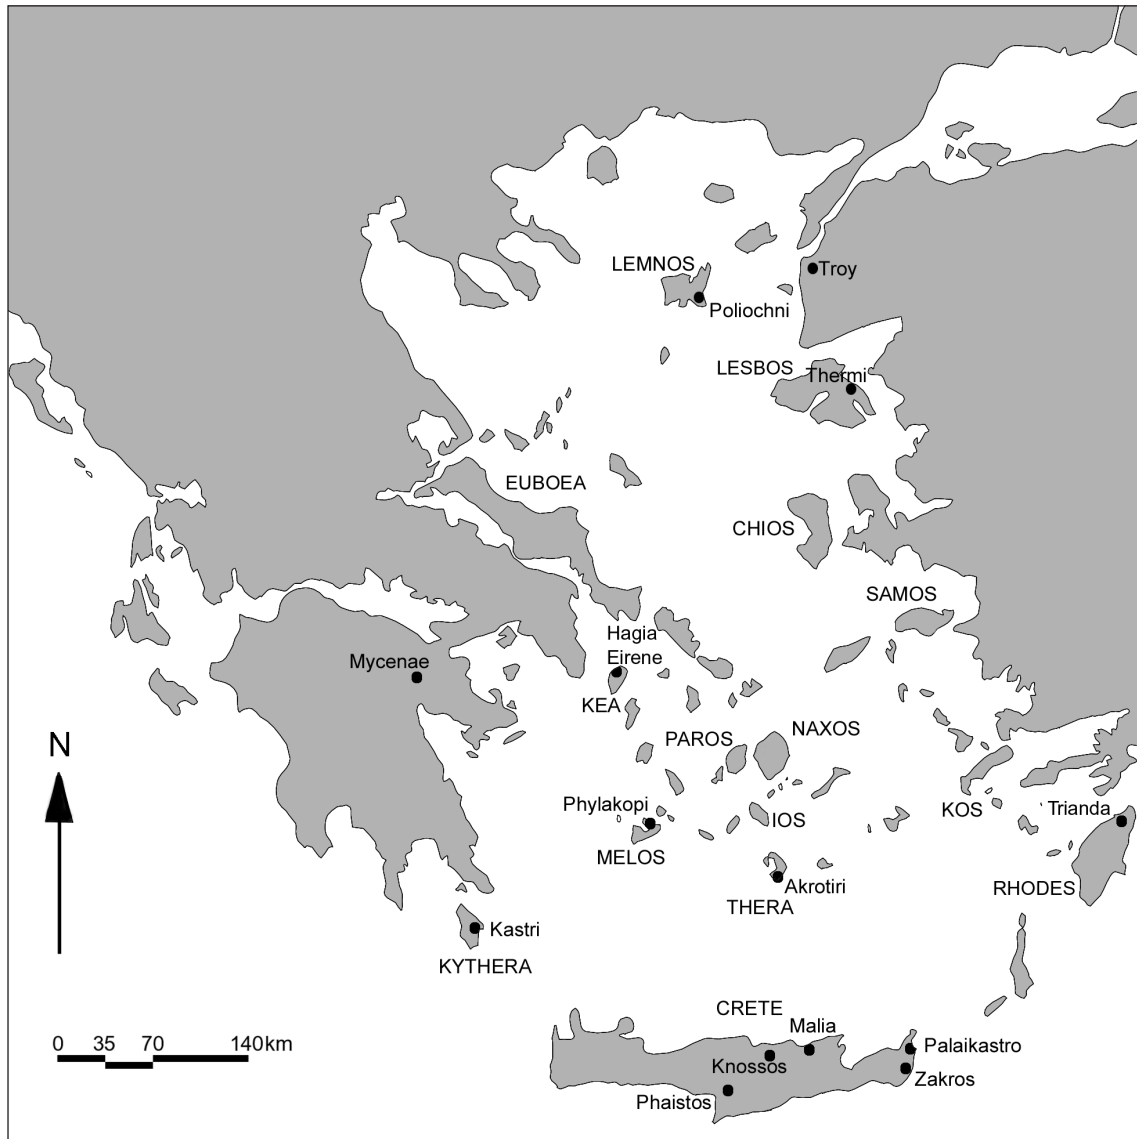 LEMNOS
Troy
Poliochni
LESBOS
Thermi
EUBOEA
CHIOS
SAMOS
Hagia
Eirene
Mycenae
KEA
N
PAROS
NAXOS
Phylakopi
IOS
KOS
Trianda
MELOS
Akrotiri
RHODES
THERA
Kastri
KYTHERA
CRETE
Malia
0 35 70 140km
Knossos
Palaikastro
Zakros
Phaistos